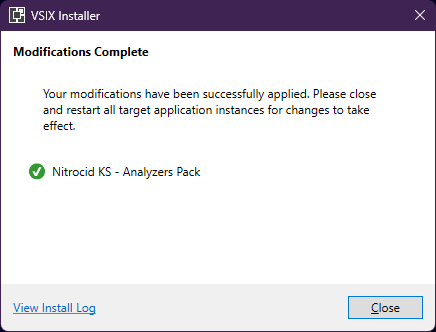 VSIX Installer
Modifications Complete
Your modifications have been successfully applied. Please close
and restart all target application instances for changes to take
effect.
Nitrocid KS - Analyzers Pack
View Install Log
Close